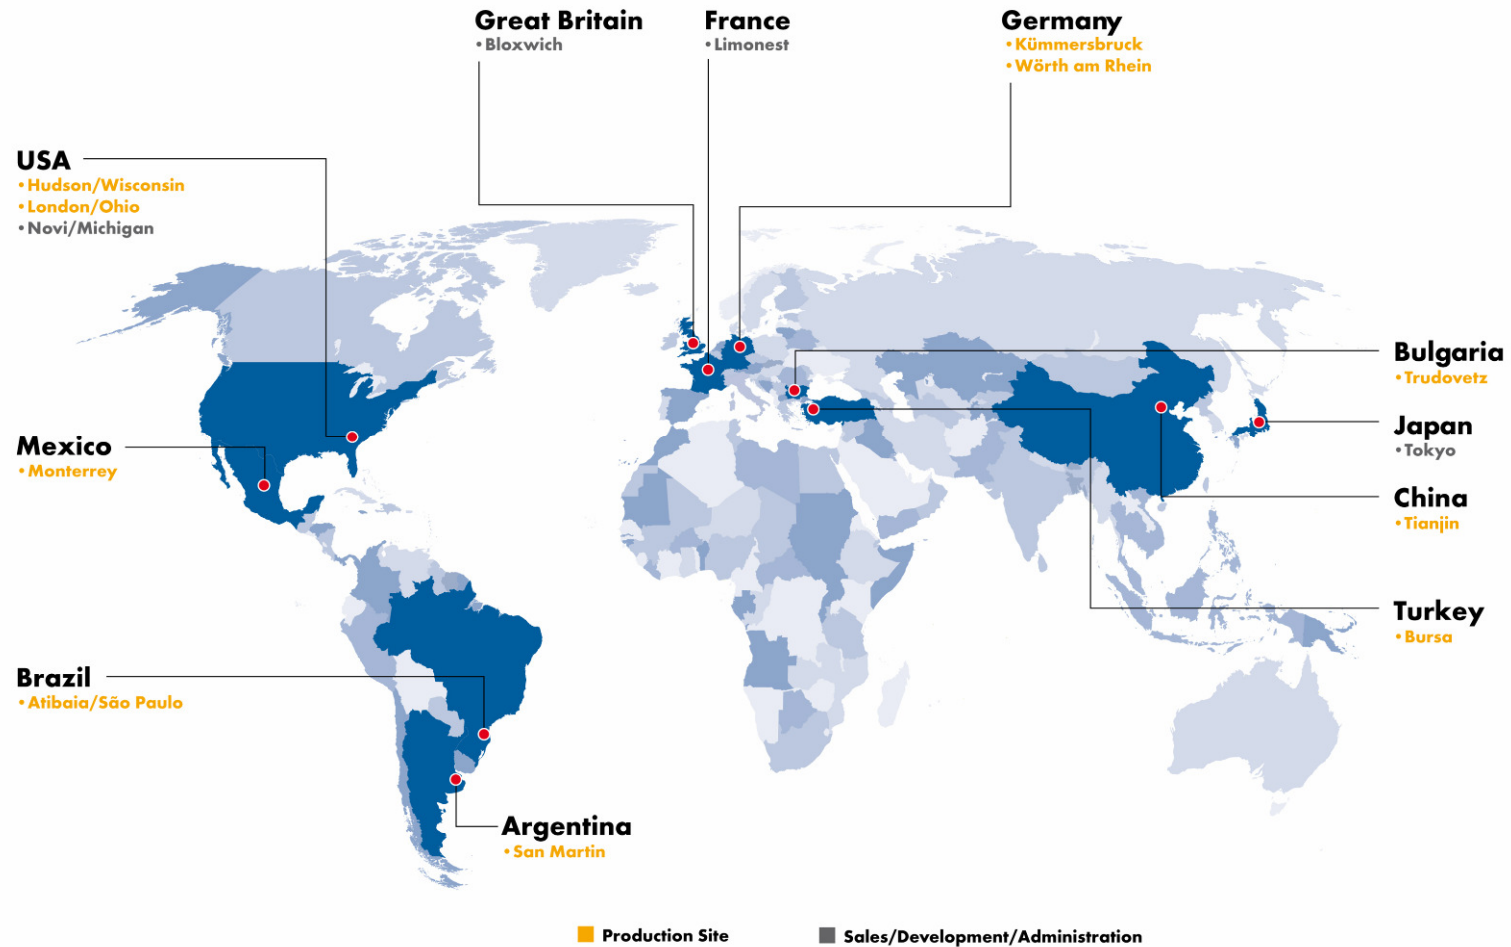 Great Britain
• Bloxwich
France
• Limonest
Germany
• Kümmersbruck
• Wörth am Rhein
USA
• Hudson/Wisconsin
• London/Ohio
• Novi/Michigan
Mexico
• Monterrey
Brazil
• Atibaia/São Paulo
Argentina
• San Martin
Bulgaria
• Trudovetz
Japan
• Tokyo
China
• Tianjin
Turkey
• Bursa
Production Site
Sales/Development/Administration